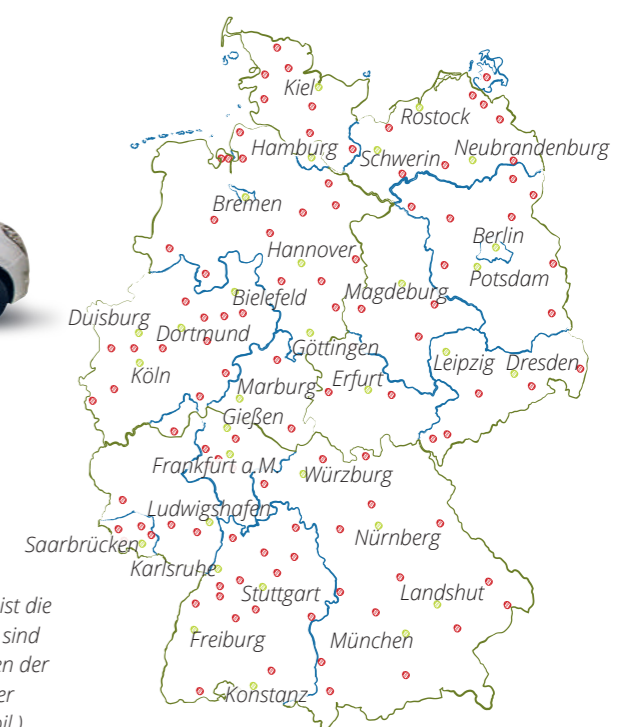 Kiel
Rostock
Hamburg
Schwerin
Neubrandenburg
Bremen
Berlin
Hannover
Potsdam
Bielefeld
Magdeburg
Duisburg
Dortmund
Göttingen
Leipzig
Dresden
Köln
Marburg
Erfurt
Gießen
Frankfurt a.M.
Würzburg
Ludwigshafen
Nürnberg
Saarbrücken
Karlsruhe
Stuttgart
Landshut
Freiburg
München
Konstanz
ist die
sind
en der
er